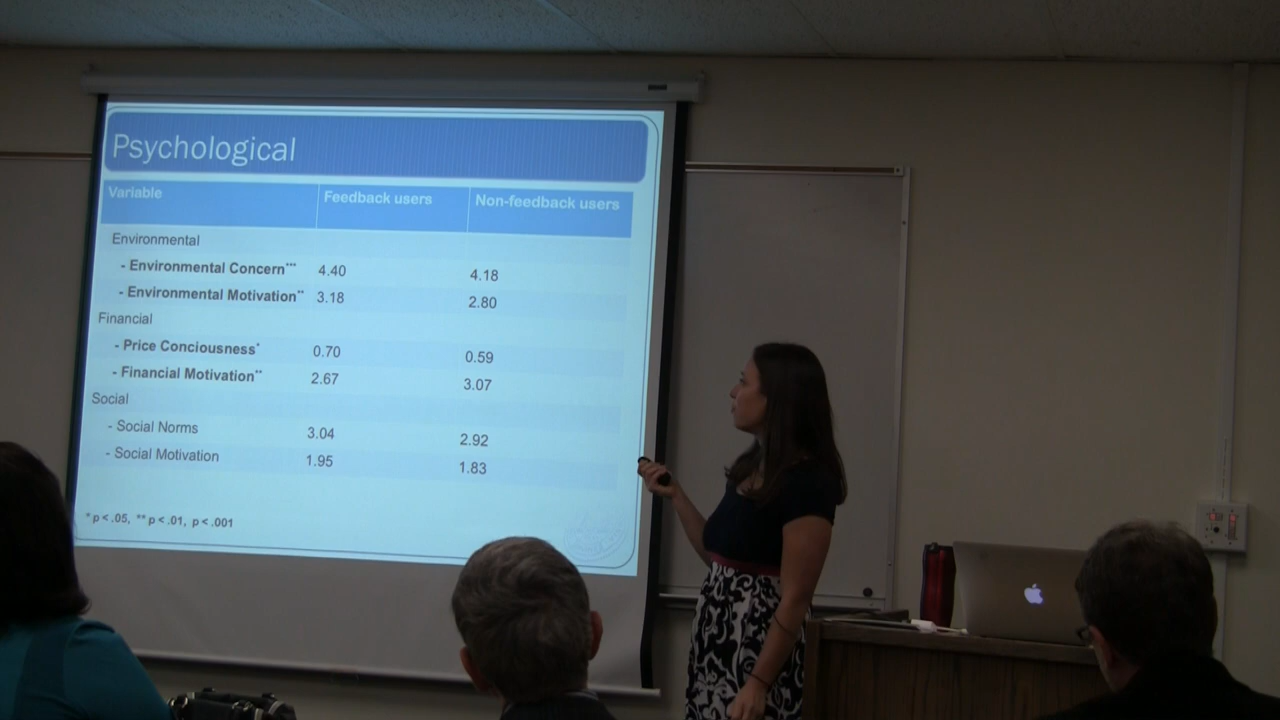 Psychological
Variable Feedback users Non-feedback users
Environmental
- Environmental Concern*** 4.40 4.18
- Environmental Motivation** 3.18 2.80
Financial
- Price Conciousness* 0.70 0.59
- Financial Motivation** 2.67 3.07
Social
- Social Norms 3.04 2.92
- Social Motivation 1.95 1.83
* p < .05, ** p < .01, p < .001